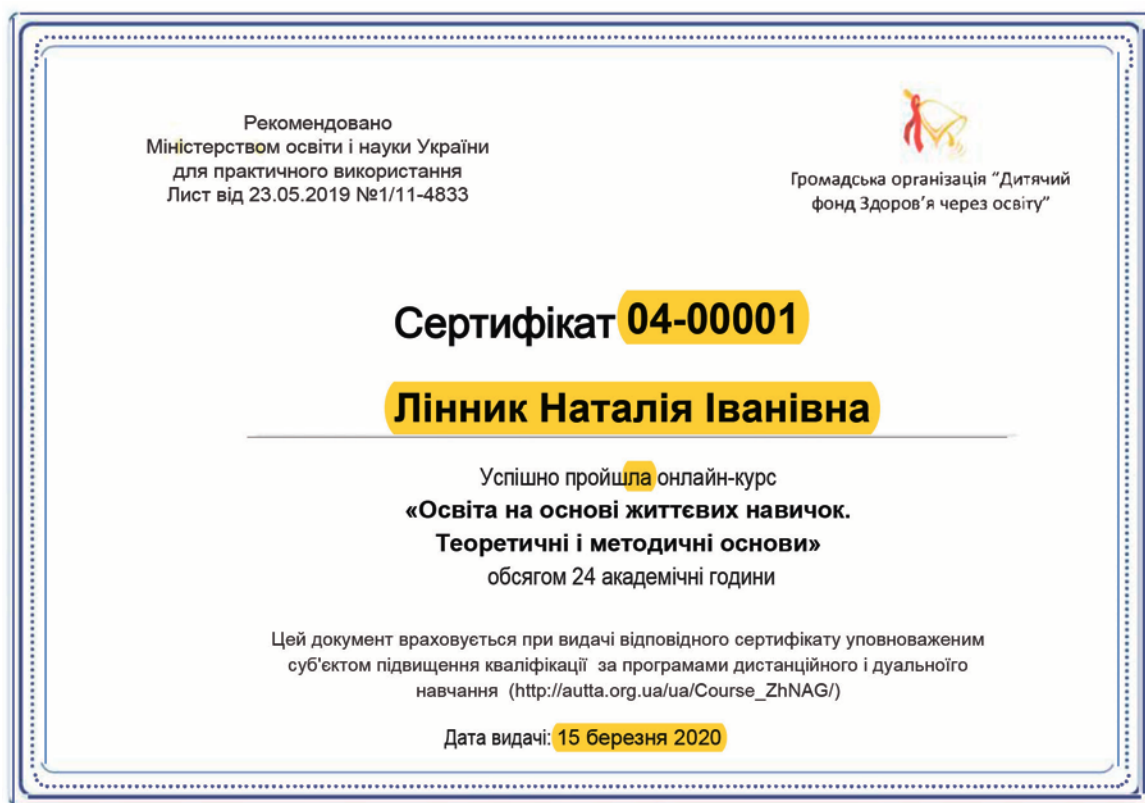 Рекомендовано
Міністерством освіти і науки України
для практичного використання
Лист від 23.05.2019 №1/11-4833
Громадська організація “Дитячий
фонд Здоров’я через освіту”
Сертифікат 04-00001
Лінник Наталія Іванівна
Успішно пройшла онлайн-курс
«Освіта на основі життєвих навичок.
Теоретичні і методичні основи»
обсягом 24 академічні години
Цей документ враховується при видачі відповідного сертифікату уповноваженим
суб'єктом підвищення кваліфікації за програмами дистанційного і дуальноїго
навчання (http://autta.org.ua/ua/Course_ZhNAG/)
Дата видачі: 15 березня 2020